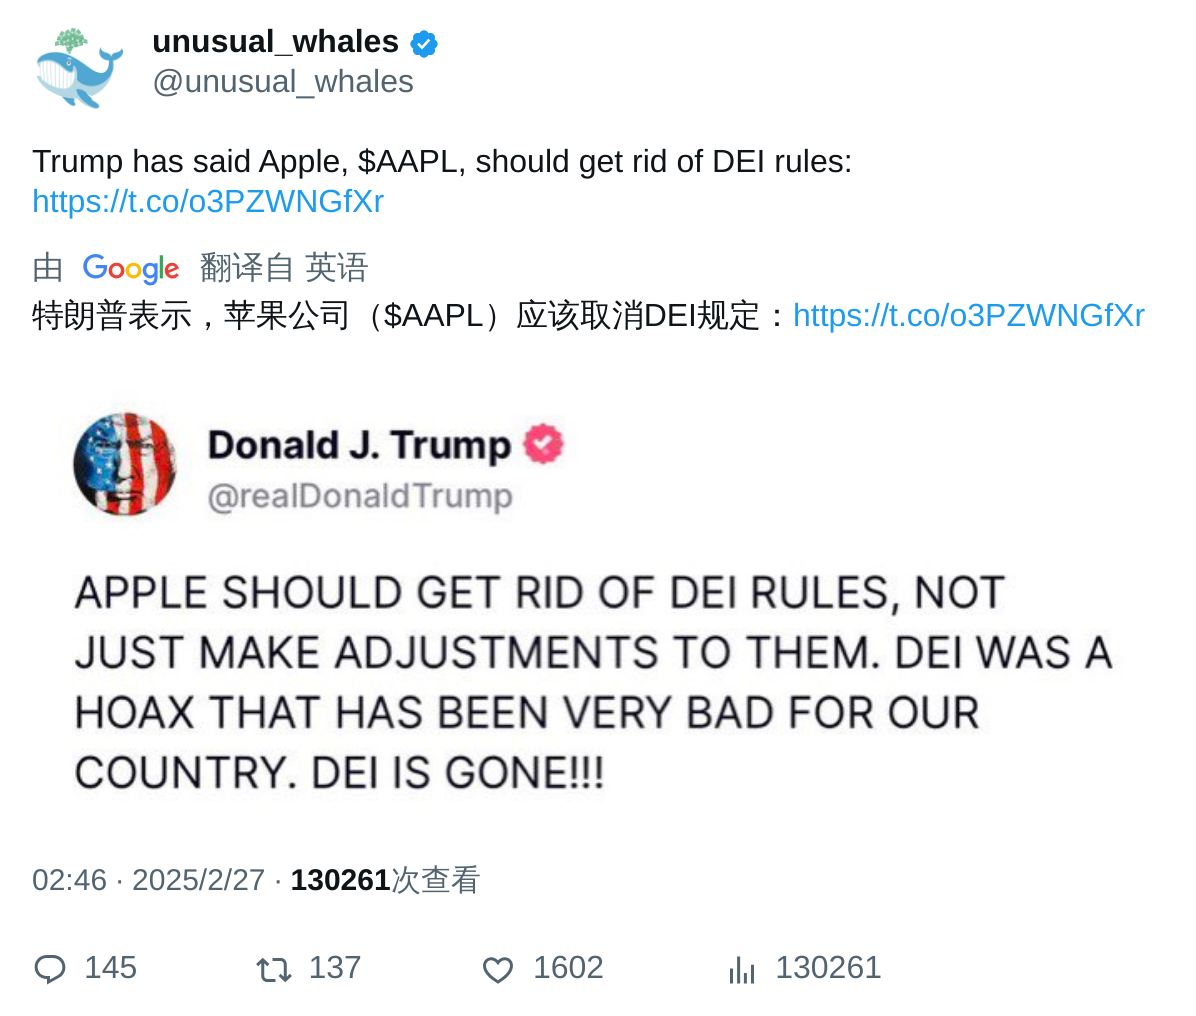 unusual_whales
@unusual_whales
Trump has said Apple, $AAPL, should get rid of DEI rules:
https://t.co/o3PZWNGfXr
由 Google 翻译自 英语
特朗普表示，苹果公司（$AAPL）应该取消DEI规定：https://t.co/o3PZWNGfXr
Donald J. Trump
@realDonaldTrump
APPLE SHOULD GET RID OF DEI RULES, NOT
JUST MAKE ADJUSTMENTS TO THEM. DEI WAS A
HOAX THAT HAS BEEN VERY BAD FOR OUR
COUNTRY. DEI IS GONE!!!
02:46 · 2025/2/27 · 130261次查看
145 137 1602 130261